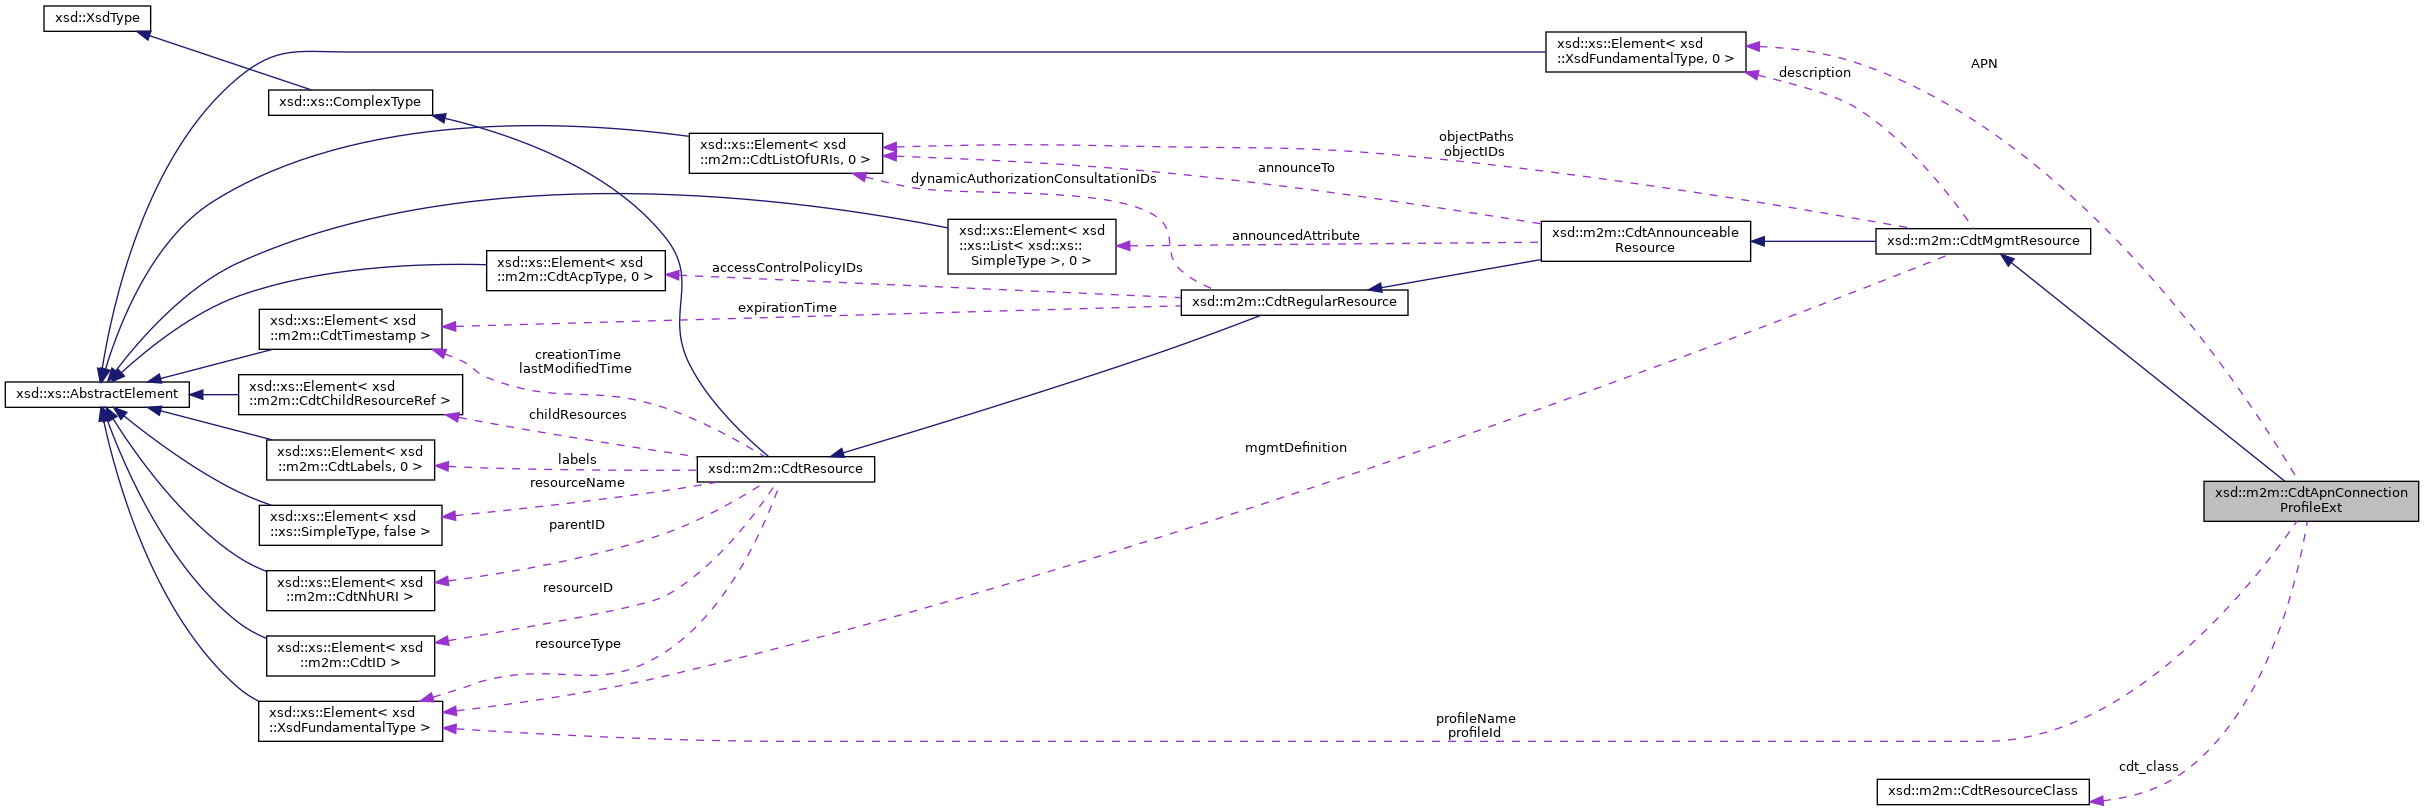 xsd::XsdType
xsd::xs::Element< xsd
::XsdFundamentalType, 0 >
APN
description
xsd::xs::ComplexType
xsd::xs::Element< xsd
::m2m::CdtListOfURIs, 0 >
objectPaths
objectIDs
announceTo
dynamicAuthorizationConsultationIDs
xsd::xs::Element< xsd
::xs::List< xsd::xs::
SimpleType >, 0 >
announcedAttribute
xsd::m2m::CdtAnnounceable
Resource
xsd::m2m::CdtMgmtResource
xsd::xs::Element< xsd
::m2m::CdtAcpType, 0 >
accessControlPolicyIDs
xsd::m2m::CdtRegularResource
expirationTime
xsd::xs::Element< xsd
::m2m::CdtTimestamp >
creationTime
lastModifiedTime
xsd::xs::AbstractElement
xsd::xs::Element< xsd
::m2m::CdtChildResourceRef >
childResources
xsd::xs::Element< xsd
::m2m::CdtLabels, 0 >
labels
xsd::m2m::CdtResource
mgmtDefinition
resourceName
xsd::xs::Element< xsd
::xs::SimpleType, false >
parentID
xsd::m2m::CdtApnConnection
ProfileExt
xsd::xs::Element< xsd
::m2m::CdtNhURI >
resourceID
xsd::xs::Element< xsd
::m2m::CdtID >
resourceType
xsd::xs::Element< xsd
::XsdFundamentalType >
profileName
profileId
cdt_class
xsd::m2m::CdtResourceClass